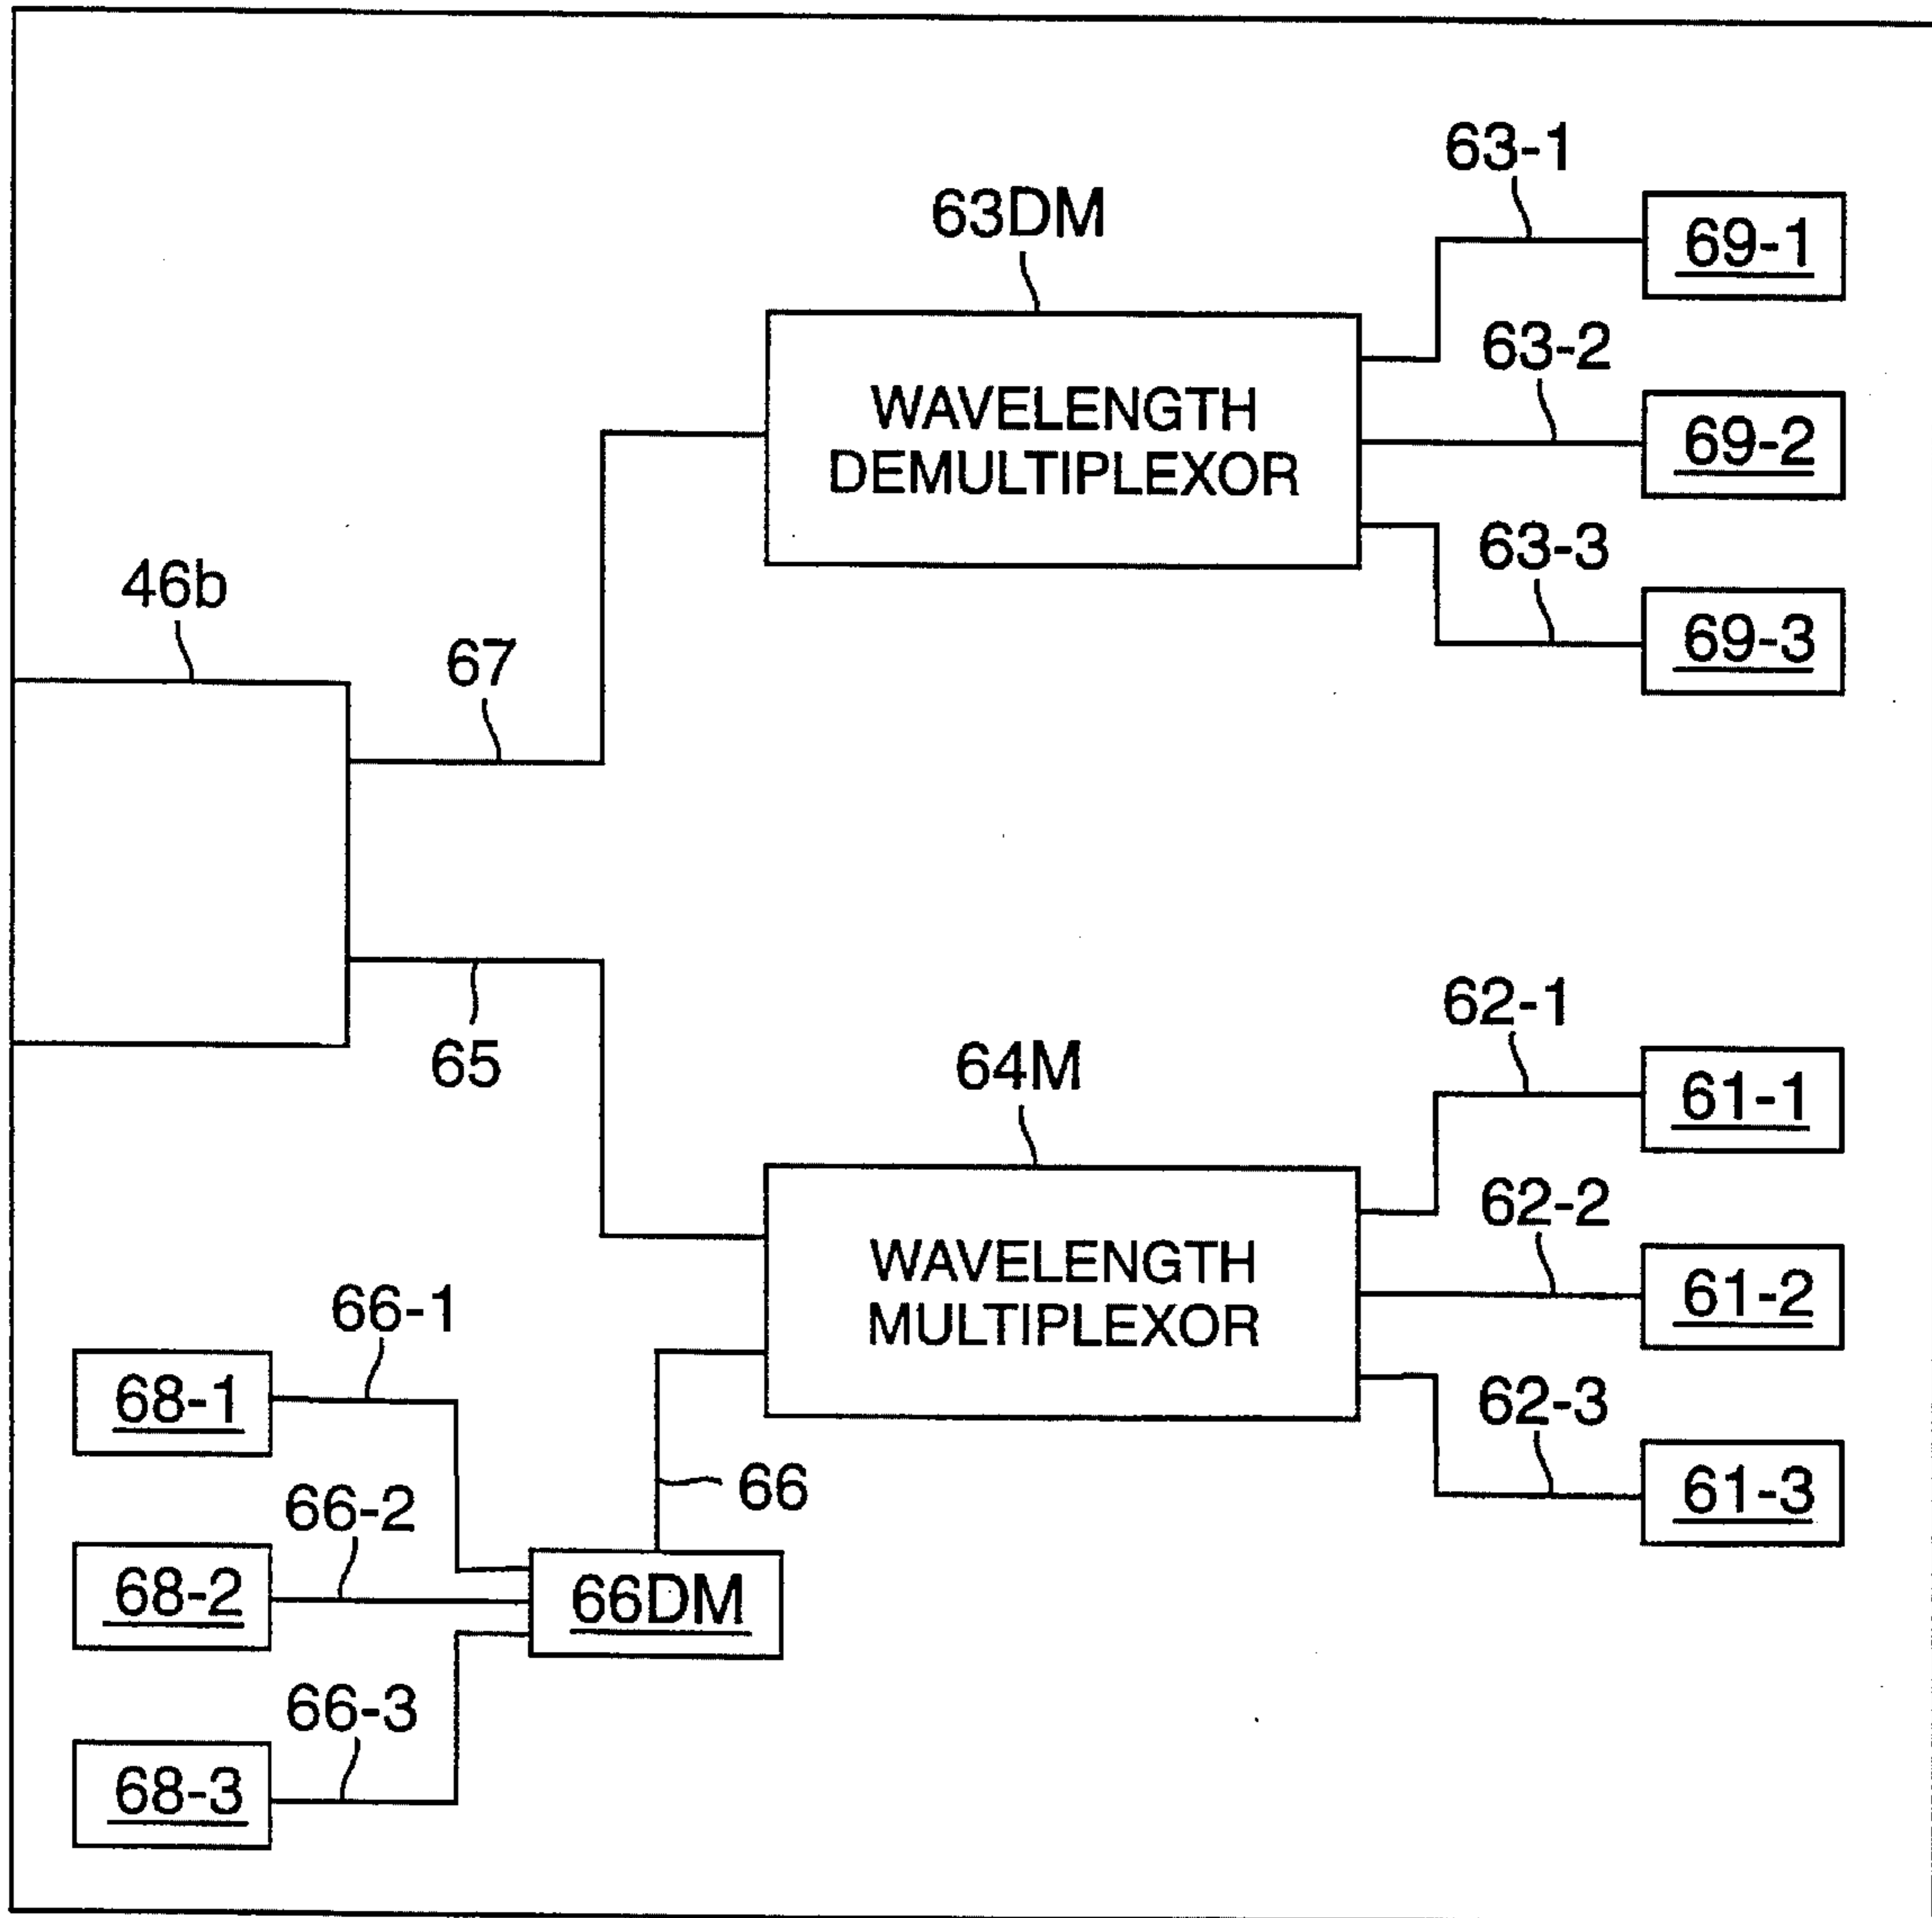 63-1
69-1
63DM
63-2
WAVELENGTH
DEMULTIPLEXOR
69-2
63-3
69-3
46b
67
65
62-1
64M
61-1
62-2
WAVELENGTH
MULTIPLEXOR
61-2
66-1
62-3
68-1
66
61-3
66-2
68-2
66DM
66-3
68-3